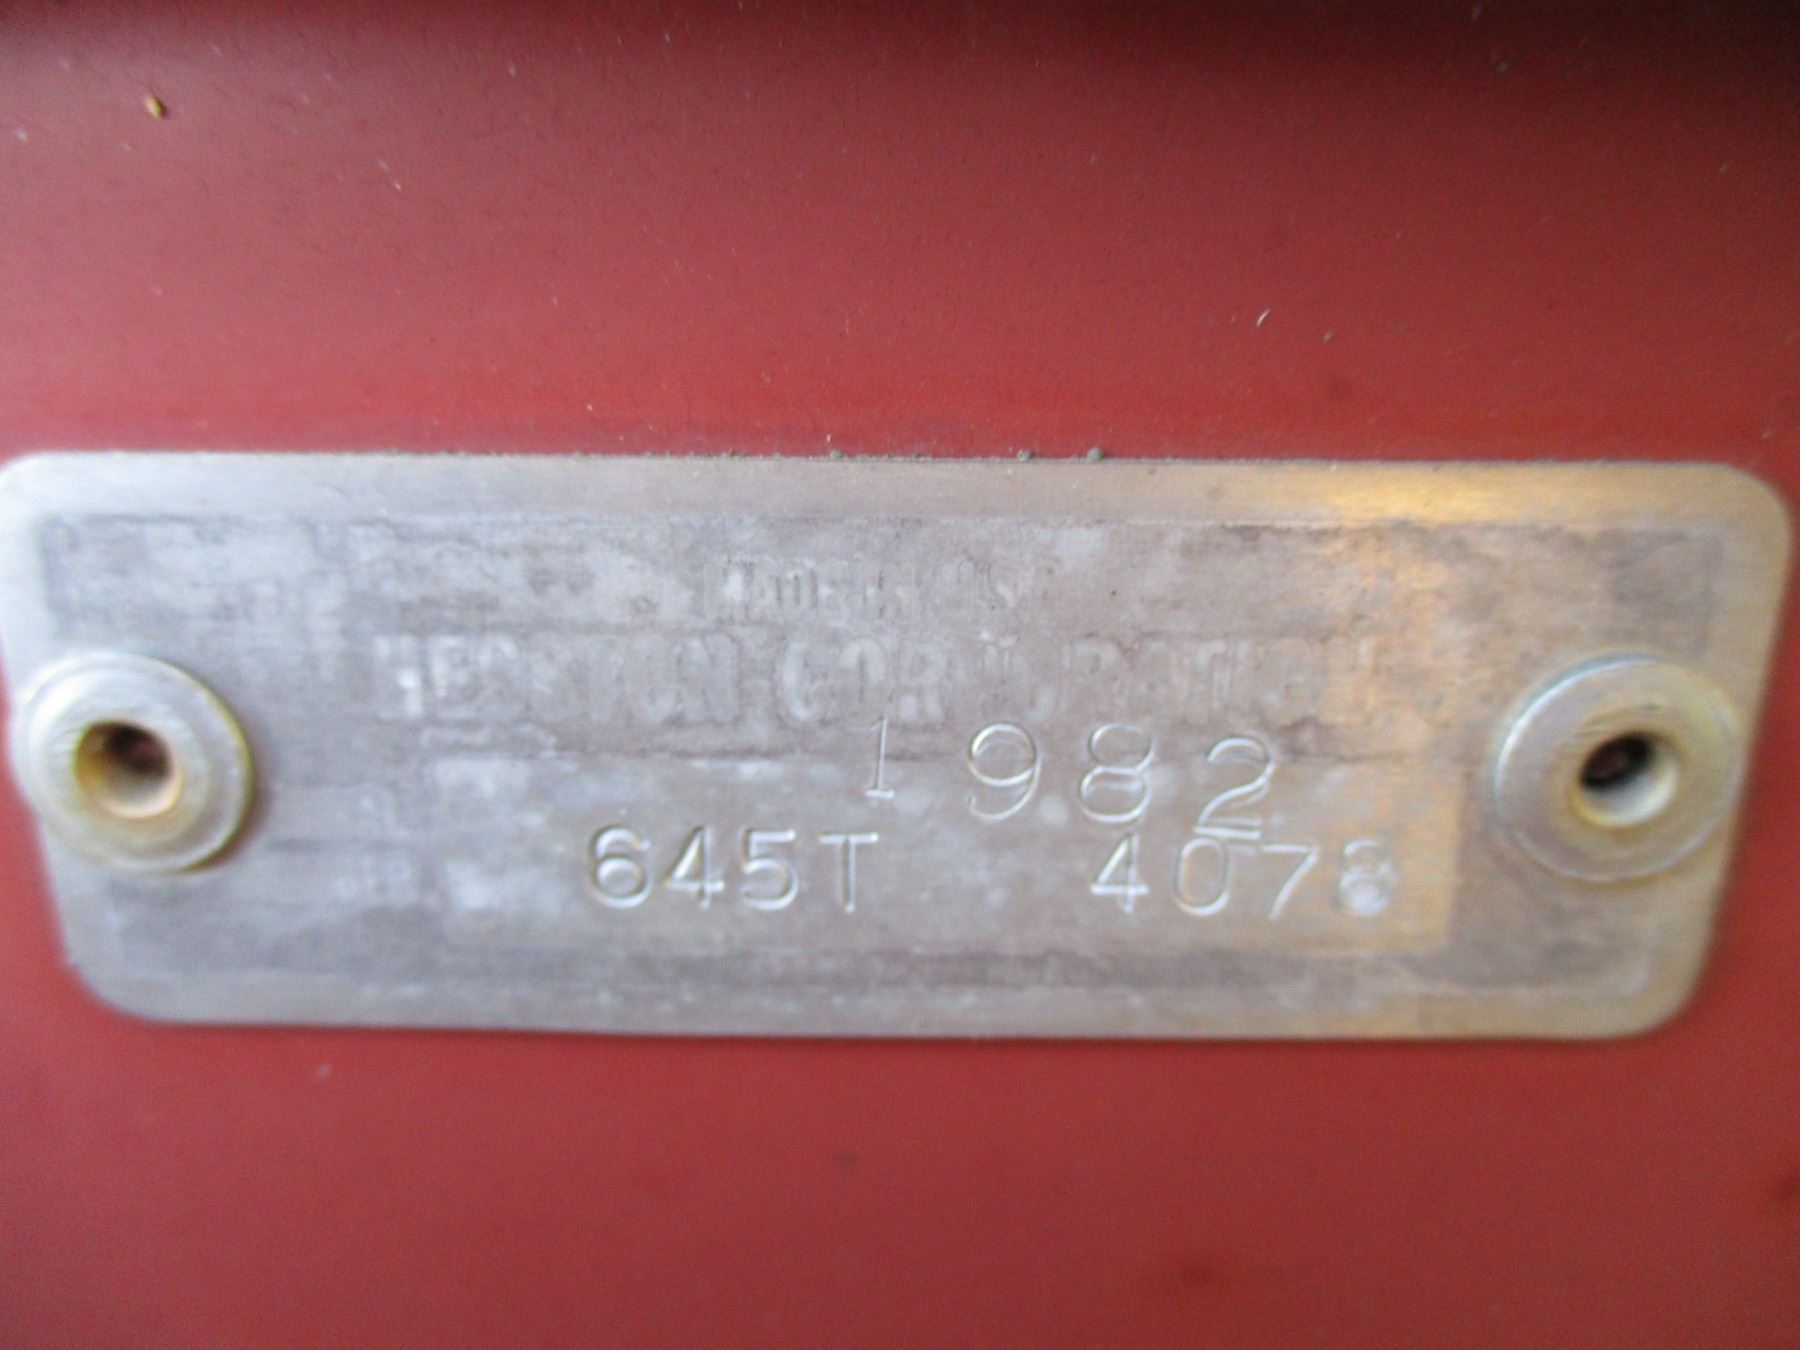 MADE IN USA
HESSTON CORPORATION
1982
645T 4078